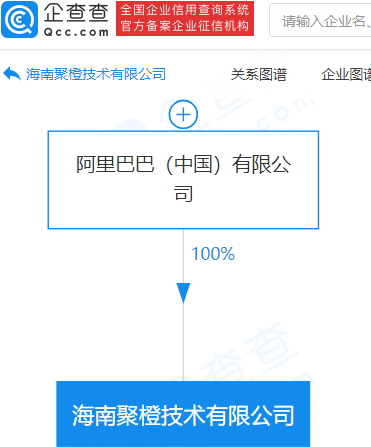 企查查
Qcc.com
全国企业信用查询系统
官方备案企业征信机构
请输入企业名、
海南聚橙技术有限公司
关系图谱
企业图谱
阿里巴巴（中国）有限公
司
100%
海南聚橙技术有限公司